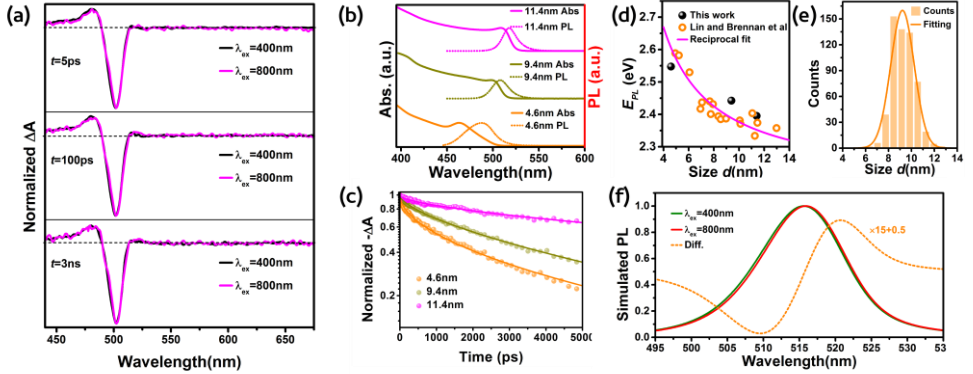 (a)
Normalized ΔA
t=5ps
λex=400nm
λex=800nm
t=100ps
λex=400nm
λex=800nm
t=3ns
λex=400nm
λex=800nm
450 500 550 600 650
Wavelength(nm)
(b)
Abs. (a.u.)
PL (a.u.)
11.4nm Abs
11.4nm PL
9.4nm Abs
9.4nm PL
4.6nm Abs
4.6nm PL
400 450 500 550 600
Wavelength(nm)
(c)
Normalized -ΔA
1
0.8
0.6
0.4
0.2
4.6nm
9.4nm
11.4nm
0 1000 2000 3000 4000 5000
Time (ps)
(d)
EPL (eV)
2.7
2.6
2.5
2.4
2.3
This work
Lin and Brennan et al
Reciprocal fit
4 6 8 10 12 14
Size d(nm)
(e)
Counts
150
120
90
60
30
0
Counts
Fitting
6 8 10 12 14
Size d(nm)
(f)
Simulated PL
1.0
0.8
0.6
0.4
0.2
0.0
λex=400nm
λex=800nm
Diff.
×15+0.5
495 500 505 510 515 520 525 530 53
Wavelength(nm)